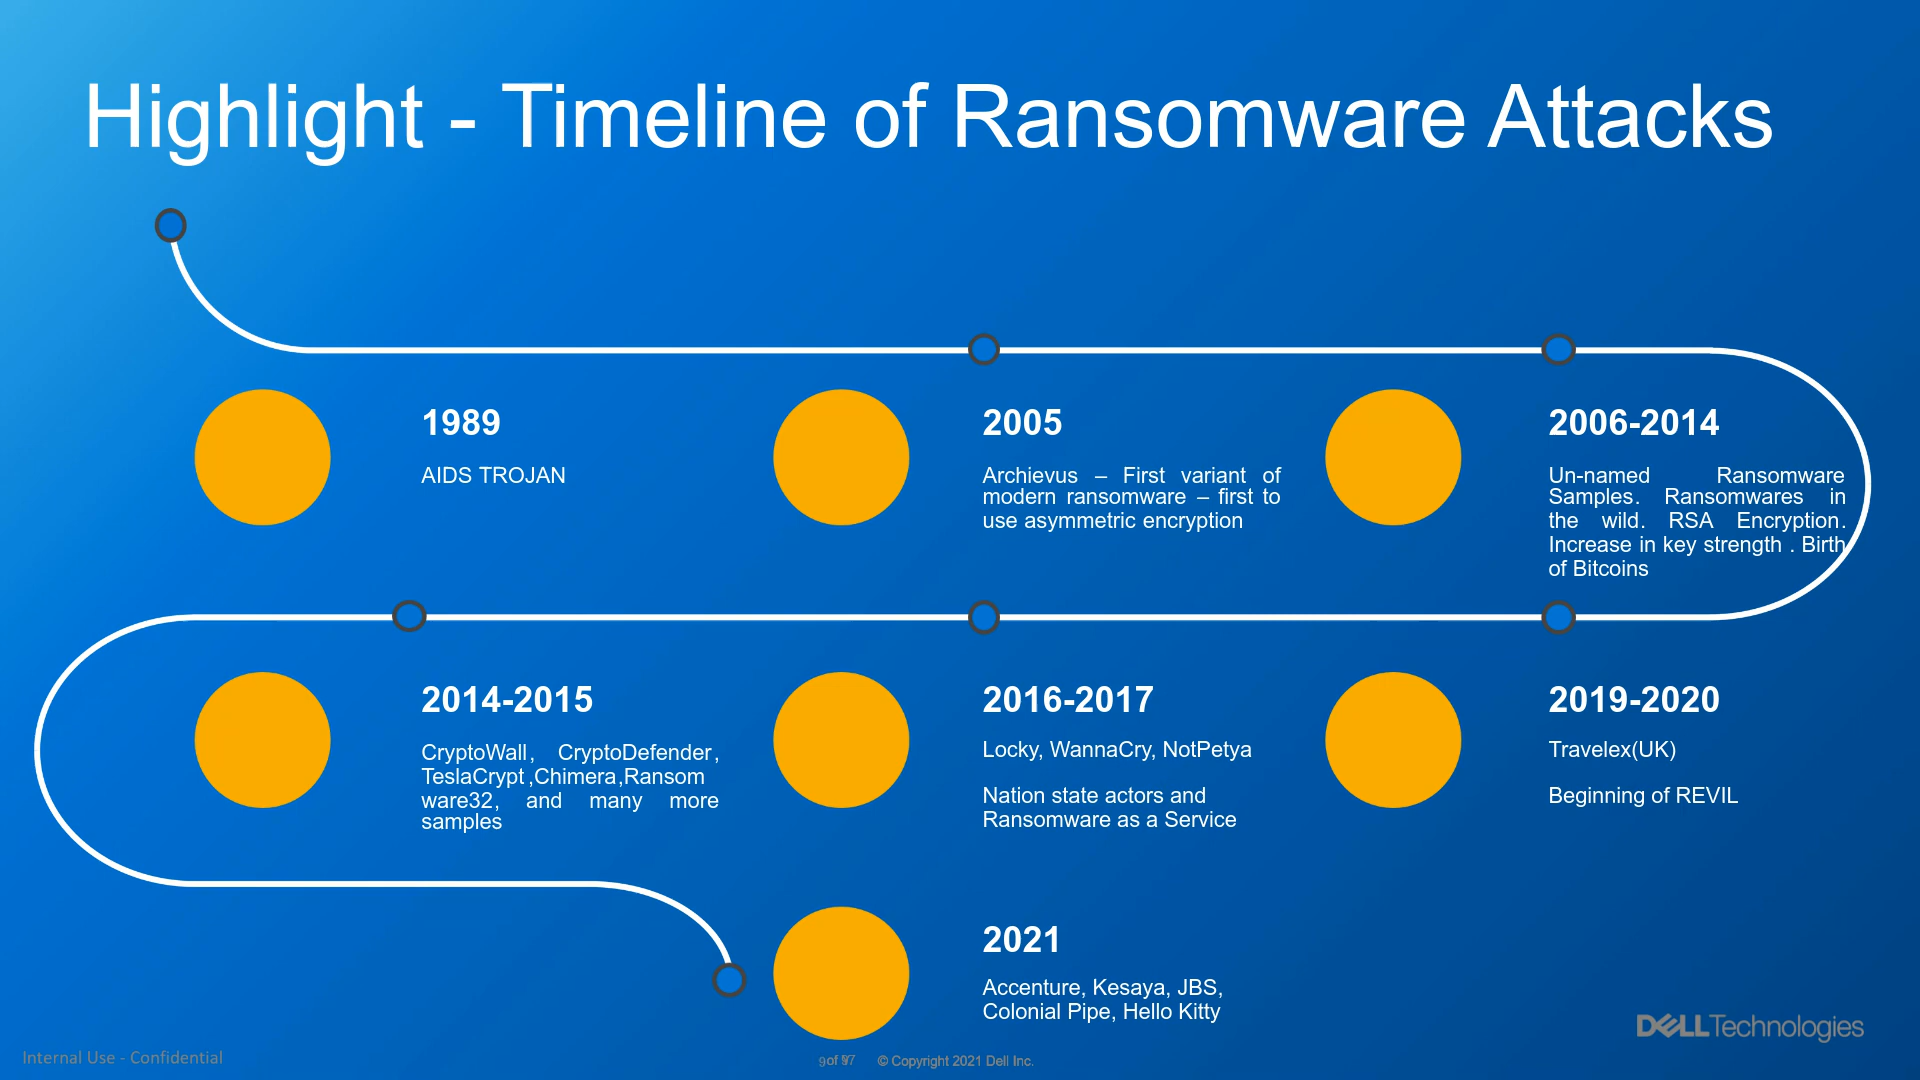 Highlight - Timeline of Ransomware Attacks
1989
AIDS TROJAN
2005
Archievus – First variant of
modern ransomware – first to
use asymmetric encryption
2006-2014
Un-named Ransomware
Samples. Ransomwares in
the wild. RSA Encryption.
Increase in key strength . Birth
of Bitcoins
2014-2015
CryptoWall, CryptoDefender,
TeslaCrypt ,Chimera,Ransom
ware32, and many more
samples
2016-2017
Locky, WannaCry, NotPetya
Nation state actors and
Ransomware as a Service
2019-2020
Travelex(UK)
Beginning of REVIL
2021
Accenture, Kesaya, JBS,
Colonial Pipe, Hello Kitty
DELLTechnologies
Internal Use - Confidential
9 of
© Copyright 2021 Dell Inc.